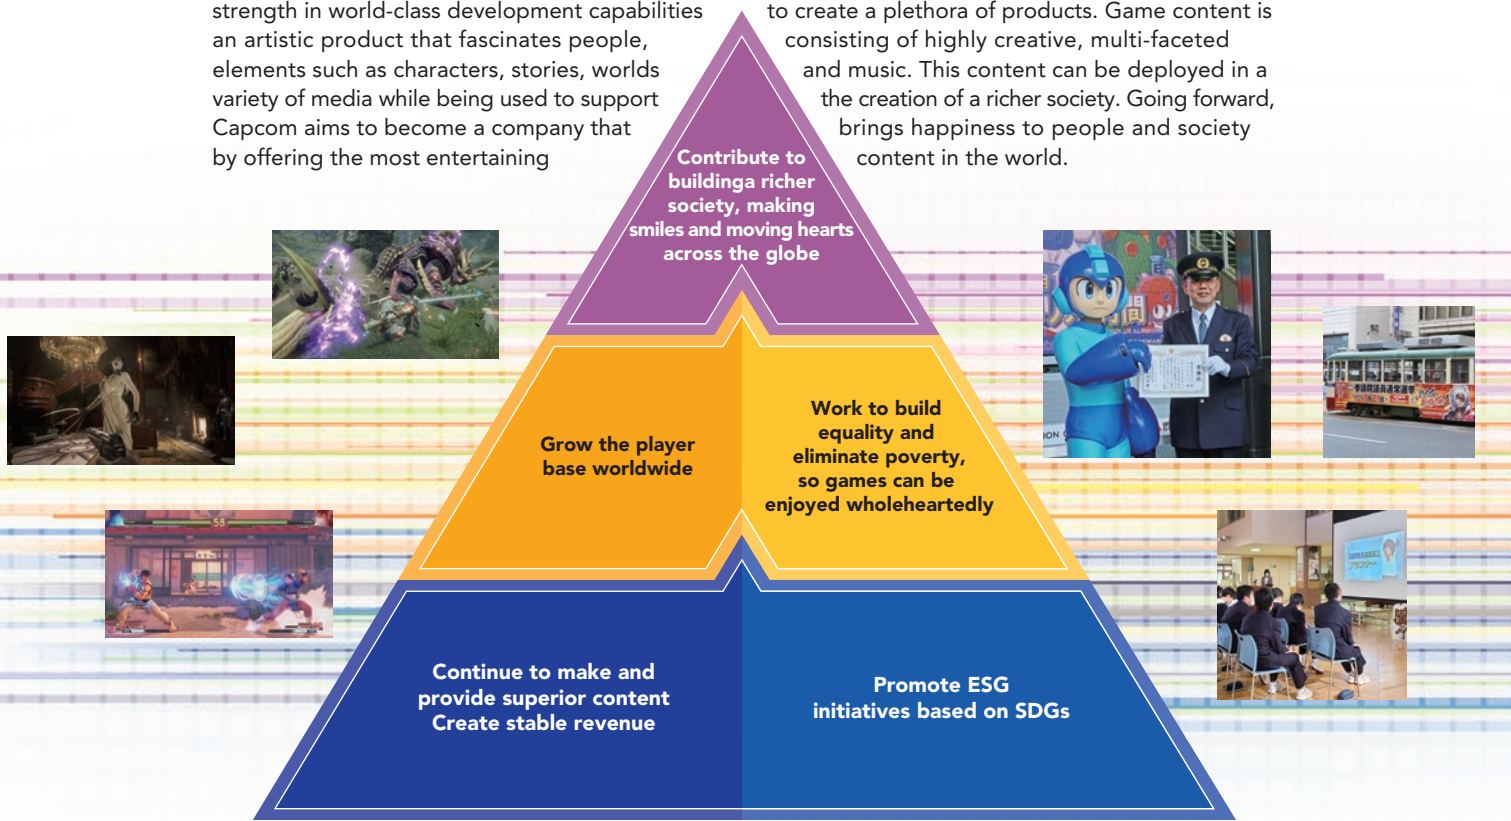 strength in world-class development capabilities to create a plethora of products. Game content is
an artistic product that fascinates people, consisting of highly creative, multi-faceted
elements such as characters, stories, worlds and music. This content can be deployed in a
variety of media while being used to support the creation of a richer society. Going forward,
Capcom aims to become a company that brings happiness to people and society
by offering the most entertaining content in the world.
Contribute to
buildinga richer
society, making
smiles and moving hearts
across the globe
Grow the player
base worldwide
Work to build
equality and
eliminate poverty,
so games can be
enjoyed wholeheartedly
58
Continue to make and
provide superior content
Create stable revenue
Promote ESG
initiatives based on SDGs